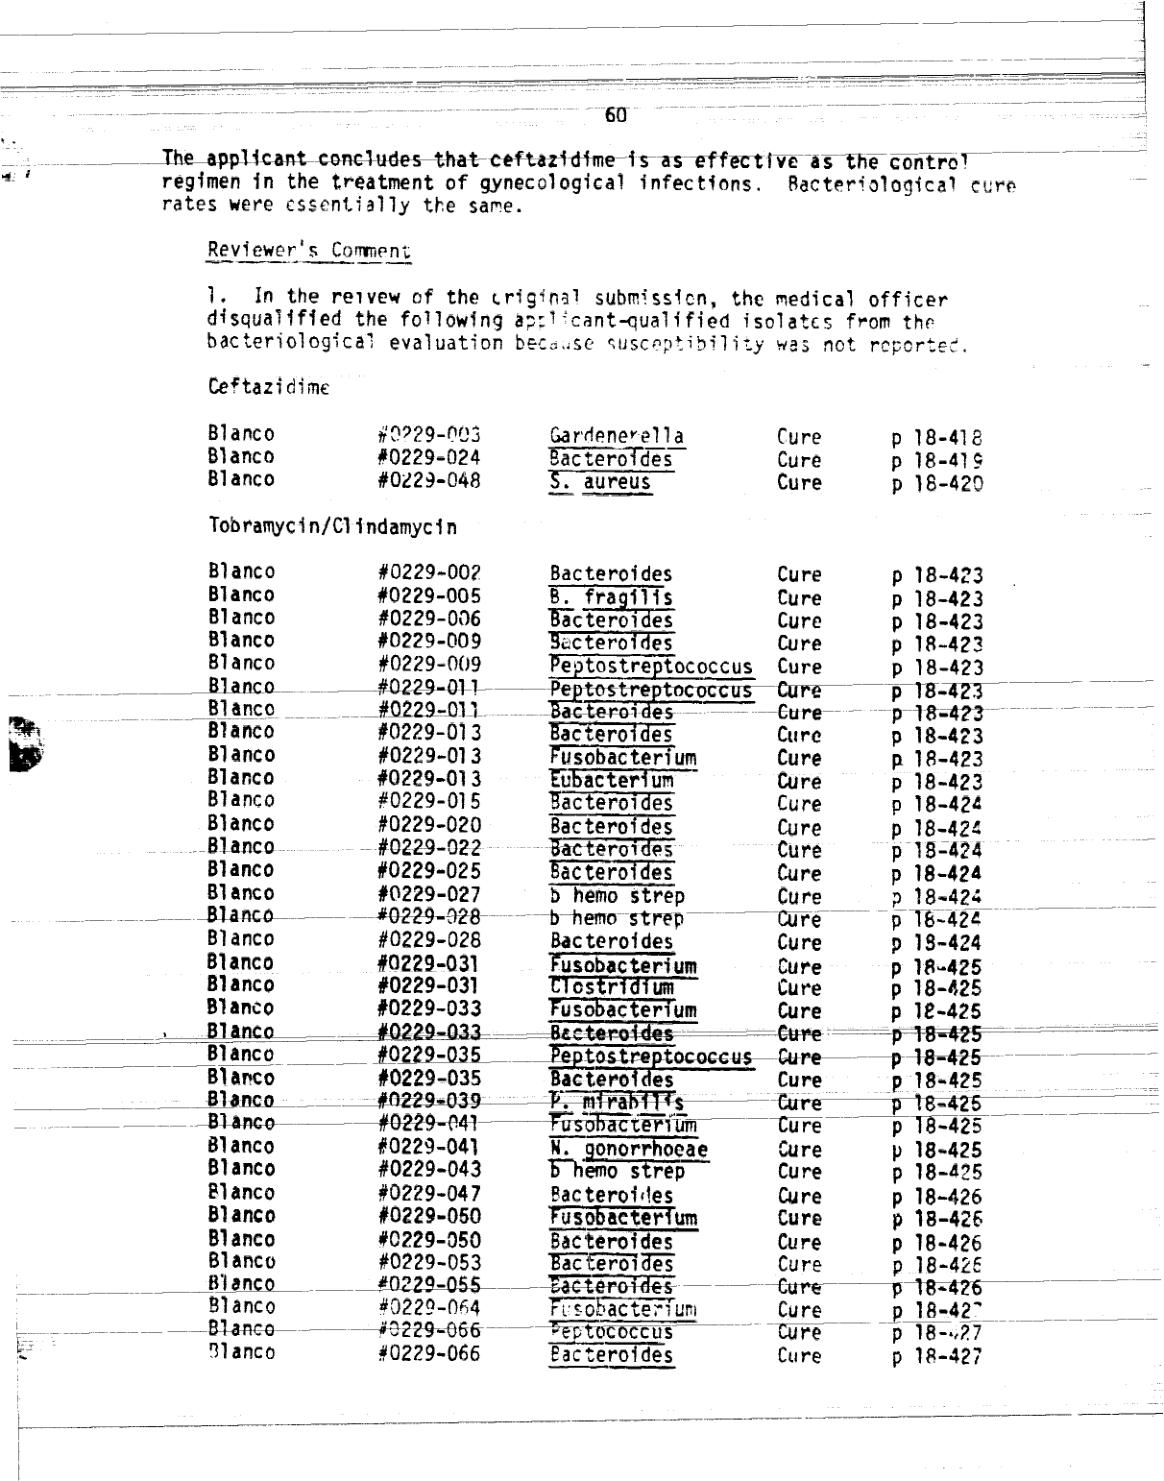 60
The applicant concludes that ceftazidime is as effective as the control
regimen in the treatment of gynecological infections. Bacteriological cure
rates were essentially the same.
Reviewer's Comment
1. In the reivew of the original submission, the medical officer
disqualified the following applicant-qualified isolates from the
bacteriological evaluation because susceptibility was not reported.
Ceftazidime
Blanco #0229-003 Gardenerella Cure p 18-418
Blanco #0229-024 Bacteroides Cure p 18-419
Blanco #0229-048 S. aureus Cure p 18-420
Tobramycin/Clindamycin
Blanco #0229-002 Bacteroides Cure p 18-423
Blanco #0229-005 B. fragilis Cure p 18-423
Blanco #0229-006 Bacteroides Cure p 18-423
Blanco #0229-009 Bacteroides Cure p 18-423
Blanco #0229-009 Peptostreptococcus Cure p 18-423
Blanco #0229-011 Peptostreptococcus Cure p 18-423
Blanco #0229-011 Bacteroides Cure p 18-423
Blanco #0229-013 Bacteroides Cure p 18-423
Blanco #0229-013 Fusobacterium Cure p 18-423
Blanco #0229-013 Eubacterium Cure p 18-423
Blanco #0229-015 Bacteroides Cure p 18-424
Blanco #0229-020 Bacteroides Cure p 18-424
Blanco #0229-022 Bacteroides Cure p 18-424
Blanco #0229-025 Bacteroides Cure p 18-424
Blanco #0229-027 b hemo strep Cure p 18-424
Blanco #0229-028 b hemo strep Cure p 18-424
Blanco #0229-028 Bacteroides Cure p 18-424
Blanco #0229-031 Fusobacterium Cure p 18-425
Blanco #0229-031 Clostridium Cure p 18-425
Blanco #0229-033 Fusobacterium Cure p 18-425
Blanco #0229-033 Bacteroides Cure p 18-425
Blanco #0229-035 Peptostreptococcus Cure p 18-425
Blanco #0229-035 Bacteroides Cure p 18-425
Blanco #0229-039 P. mirabilis Cure p 18-425
Blanco #0229-041 Fusobacterium Cure p 18-425
Blanco #0229-041 N. gonorrhoeae Cure p 18-425
Blanco #0229-043 b hemo strep Cure p 18-425
Blanco #0229-047 Bacteroides Cure p 18-426
Blanco #0229-050 Fusobacterium Cure p 18-426
Blanco #0229-050 Bacteroides Cure p 18-426
Blanco #0229-053 Bacteroides Cure p 18-426
Blanco #0229-055 Bacteroides Cure p 18-426
Blanco #0229-064 Fusobacterium Cure p 18-427
Blanco #0229-066 Peptococcus Cure p 18-427
Blanco #0229-066 Bacteroides Cure p 18-427